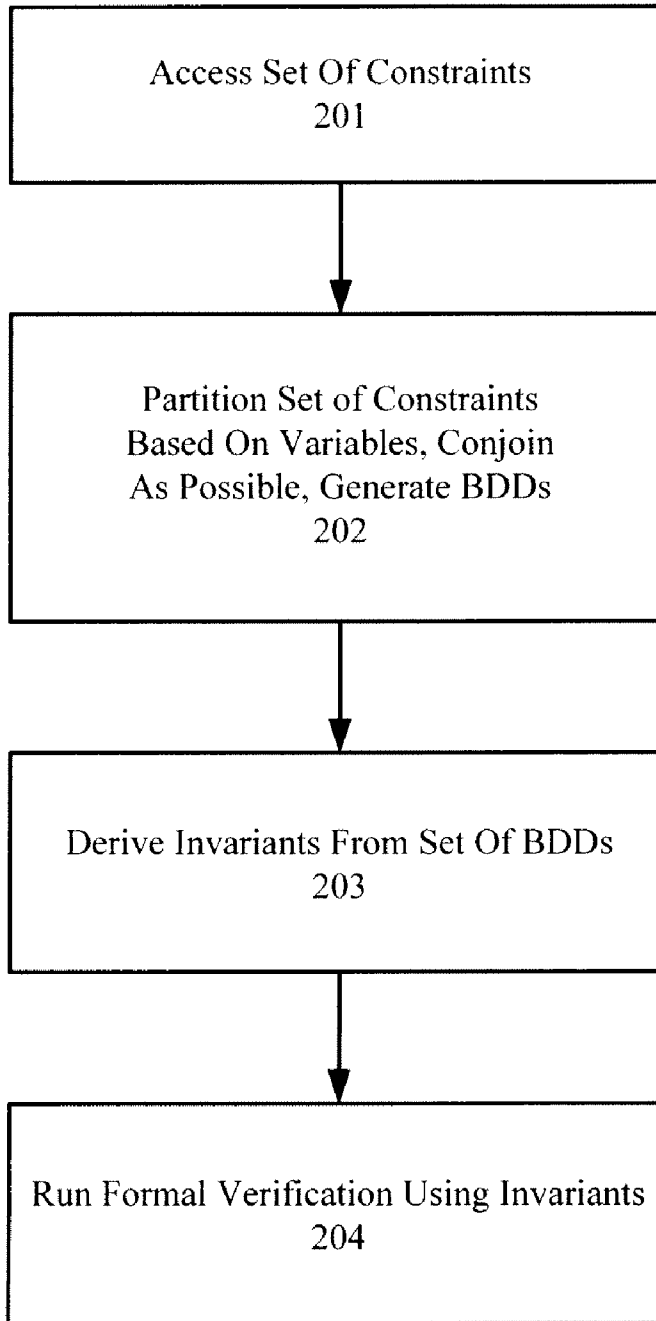 Access Set Of Constraints
201
Partition Set of Constraints
Based On Variables, Conjoin
As Possible, Generate BDDs
202
Derive Invariants From Set Of BDDs
203
Run Formal Verification Using Invariants
204